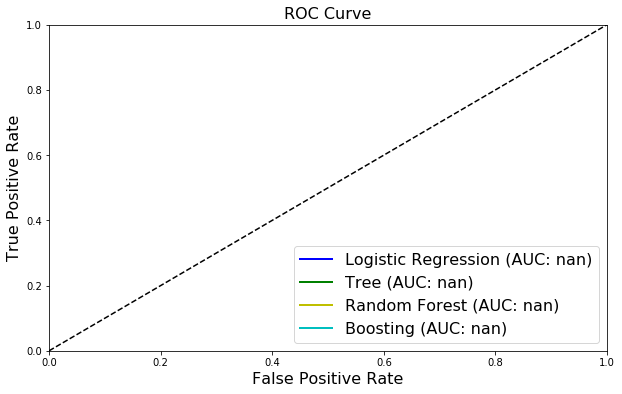 ROC Curve
True Positive Rate
1.0
0.8
0.6
0.4
0.2
0.0
Logistic Regression (AUC: nan)
Tree (AUC: nan)
Random Forest (AUC: nan)
Boosting (AUC: nan)
0.0 0.2 0.4 0.6 0.8 1.0
False Positive Rate